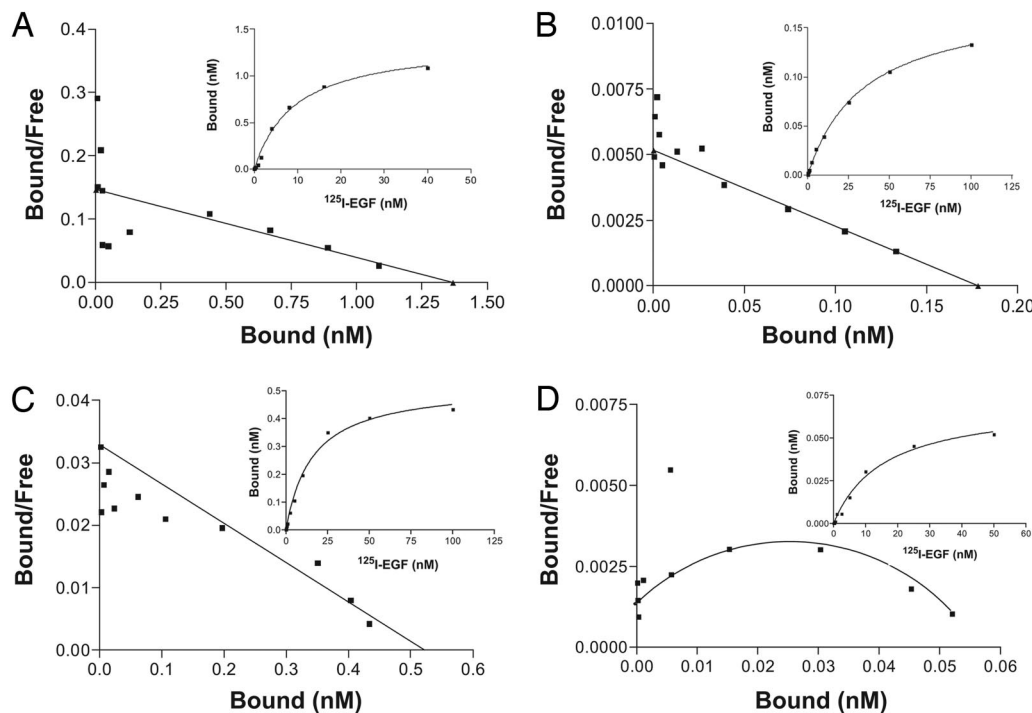 A
0.4
0.3
0.2
0.1
0.0
Bound/Free
0.00 0.25 0.50 0.75 1.00 1.25 1.50
Bound (nM)
1.5
1.0
0.5
0.0
Bound (nM)
0 10 20 30 40 50
¹²⁵I-EGF (nM)
B
0.0100
0.0075
0.0050
0.0025
0.0000
Bound/Free
0.00 0.05 0.10 0.15 0.20
Bound (nM)
0.15
0.10
0.05
0.00
Bound (nM)
0 25 50 75 100 125
¹²⁵I-EGF (nM)
C
0.04
0.03
0.02
0.01
0.00
Bound/Free
0.0 0.1 0.2 0.3 0.4 0.5 0.6
Bound (nM)
0.5
0.4
0.3
0.2
0.1
0.0
Bound (nM)
0 25 50 75 100 125
¹²⁵I-EGF (nM)
D
0.0075
0.0050
0.0025
0.0000
Bound/Free
0.00 0.01 0.02 0.03 0.04 0.05 0.06
Bound (nM)
0.075
0.050
0.025
0.000
Bound (nM)
0 10 20 30 40 50 60
¹²⁵I-EGF (nM)